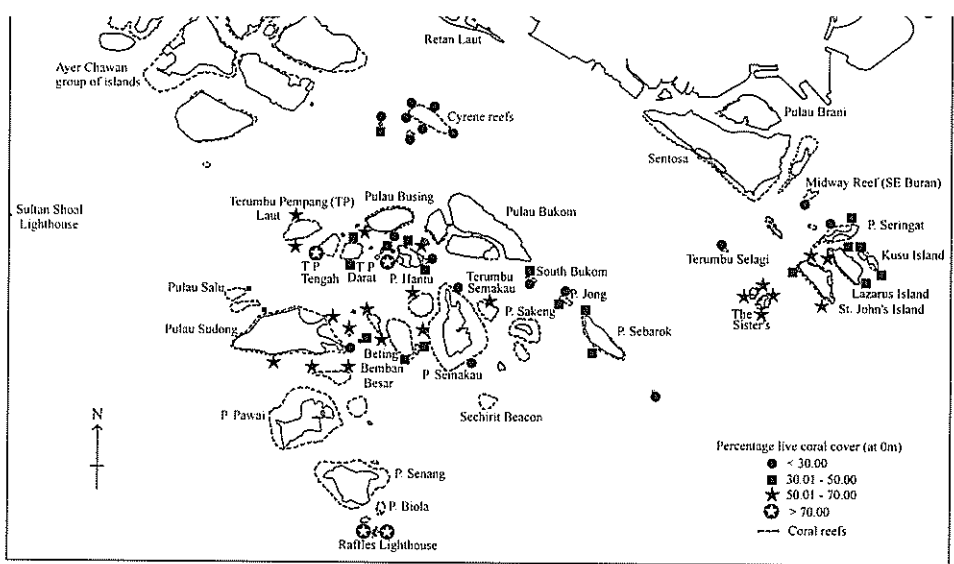 Retan Laut
Ayer Chawan
group of islands
Cyrene reefs
Pulau Brani
Sentosa
Midway Reef (SE Buran)
Terumbu Pempang (TP)
Laut
Pulau Busing
Pulau Bukom
P. Seringat
Sultan Shoal
Lighthouse
Terumbu Selagi
Kusu Island
T P
Tengah
T P
Darat
P. Hantu
Terumbu
Semakau
South Bukom
Lazarus Island
Pulau Salu
P. Jong
St. John's Island
The
Sister's
P. Sakeng
Pulau Sudong
P. Sebarok
Beting
Bemban
Besar
P. Semakau
P Pawai
Sechirit Beacon
N
Percentage live coral cover (at 0m)
< 30.00
30.01 - 50.00
50.01 - 70.00
> 70.00
Coral reefs
P. Senang
P. Biola
Raffles Lighthouse